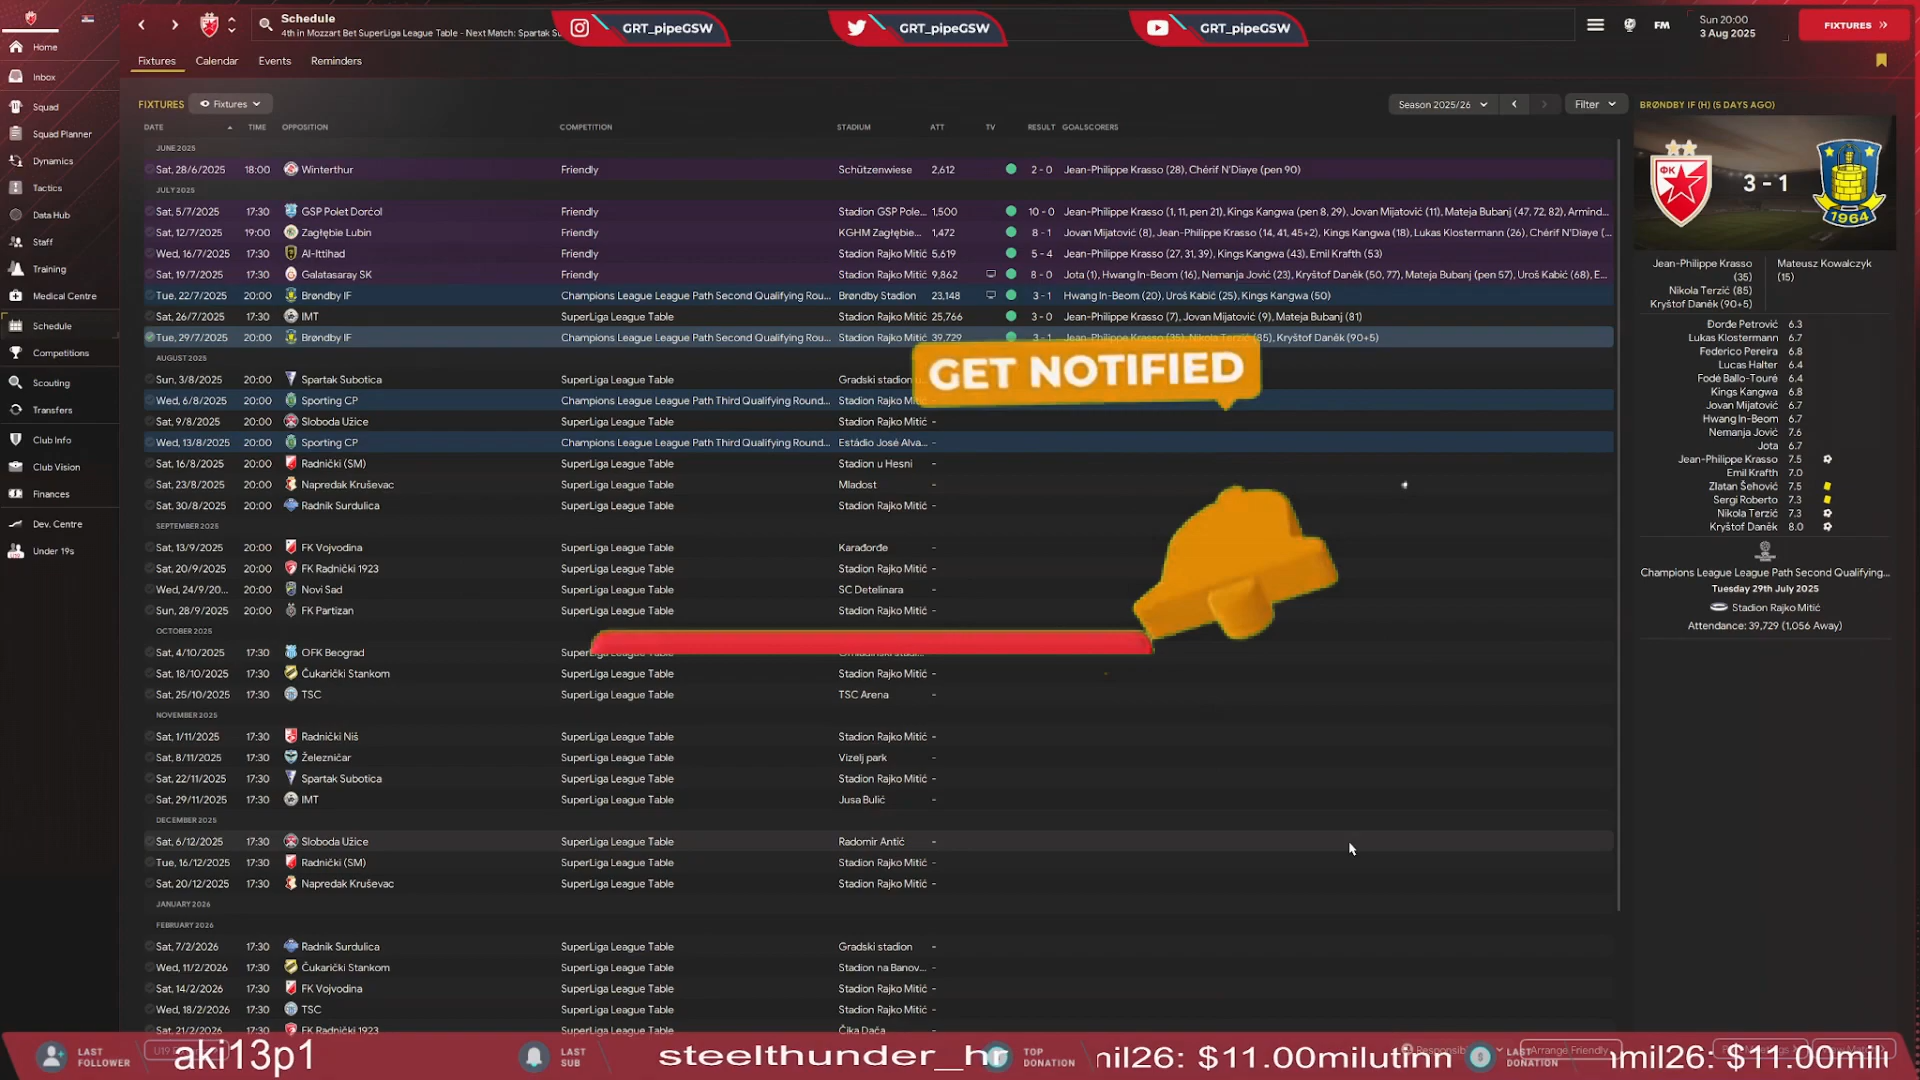 Schedule
4th in Mozzart Bet SuperLiga League Table - Next Match: Spartak
GRT_pipeGSW
GRT_pipeGSW
GRT_pipeGSW
FM
Sun 20:00
3 Aug 2025
FIXTURES
Home
Inbox
Squad
Squad Planner
Dynamics
Tactics
Data Hub
Staff
Training
Medical Centre
Schedule
Competitions
Scouting
Transfers
Club Info
Club Vision
Finances
Dev. Centre
Under 19s
Fixtures Calendar Events Reminders
FIXTURES Fixtures
Season 2025/26 Filter
DATE TIME OPPOSITION COMPETITION STADIUM ATT TV RESULT GOALSCORERS
JUNE 2025
Sat, 28/6/2025 18:00 Winterthur Friendly Schützenwiese 2,612 2 - 0 Jean-Philippe Krasso (28), Chérif N'Diaye (pen 90)
JULY 2025
Sat, 5/7/2025 17:30 GSP Polet Dorćol Friendly Stadion GSP Pole... 1,500 10 - 0 Jean-Philippe Krasso (1, 11, pen 21), Kings Kangwa (pen 8, 29), Jovan Mijatović (11), Mateja Bubanj (47, 72, 82), Armind...
Sat, 12/7/2025 19:00 Zagłębie Lubin Friendly KGHM Zagłębie... 1,472 8 - 1 Jovan Mijatović (8), Jean-Philippe Krasso (14, 41, 45+2), Kings Kangwa (18), Lukas Klostermann (26), Chérif N'Diaye (...
Wed, 16/7/2025 17:30 Al-Ittihad Friendly Stadion Rajko Mitić 5,619 5 - 4 Jean-Philippe Krasso (27, 31, 39), Kings Kangwa (43), Emil Krafth (53)
Sat, 19/7/2025 17:30 Galatasaray SK Friendly Stadion Rajko Mitić 9,862 8 - 0 Jota (1), Hwang In-Beom (16), Nemanja Jović (23), Kryštof Daněk (50, 77), Mateja Bubanj (pen 57), Uroš Kabić (68), E...
Tue, 22/7/2025 20:00 Brøndby IF Champions League League Path Second Qualifying Rou... Brøndby Stadion 23,148 3 - 1 Hwang In-Beom (20), Uroš Kabić (25), Kings Kangwa (50)
Sat, 26/7/2025 17:30 IMT SuperLiga League Table Stadion Rajko Mitić 25,766 3 - 0 Jean-Philippe Krasso (7), Jovan Mijatović (9), Mateja Bubanj (81)
Tue, 29/7/2025 20:00 Brøndby IF Champions League League Path Second Qualifying Rou... Stadion Rajko Mitić 39,729 3 - 1 Jean-Philippe Krasso (35), Nikola Terzić (85), Kryštof Daněk (90+5)
AUGUST 2025
Sun, 3/8/2025 20:00 Spartak Subotica SuperLiga League Table Gradski stadion
Wed, 6/8/2025 20:00 Sporting CP Champions League League Path Third Qualifying Round... Stadion Rajko Mitić
Sat, 9/8/2025 20:00 Sloboda Užice SuperLiga League Table Stadion Rajko Mitić -
Wed, 13/8/2025 20:00 Sporting CP Champions League League Path Third Qualifying Round... Estádio José Alva... -
Sat, 16/8/2025 20:00 Radnički (SM) SuperLiga League Table Stadion u Hesni -
Sat, 23/8/2025 20:00 Napredak Kruševac SuperLiga League Table Mladost -
Sat, 30/8/2025 20:00 Radnik Surdulica SuperLiga League Table Stadion Rajko Mitić -
SEPTEMBER 2025
Sat, 13/9/2025 20:00 FK Vojvodina SuperLiga League Table Karađorđe -
Sat, 20/9/2025 20:00 FK Radnički 1923 SuperLiga League Table Stadion Rajko Mitić -
Wed, 24/9/20... 20:00 Novi Sad SuperLiga League Table SC Detelinara -
Sun, 28/9/2025 20:00 FK Partizan SuperLiga League Table Stadion Rajko Mitić -
OCTOBER 2025
Sat, 4/10/2025 17:30 OFK Beograd
Sat, 18/10/2025 17:30 Čukarički Stankom SuperLiga League Table Stadion Rajko Mitić -
Sat, 25/10/2025 17:30 TSC SuperLiga League Table TSC Arena -
NOVEMBER 2025
Sat, 1/11/2025 17:30 Radnički Niš SuperLiga League Table Stadion Rajko Mitić -
Sat, 8/11/2025 17:30 Železničar SuperLiga League Table Vizelj park -
Sat, 22/11/2025 17:30 Spartak Subotica SuperLiga League Table Stadion Rajko Mitić -
Sat, 29/11/2025 17:30 IMT SuperLiga League Table Jusa Bulić -
DECEMBER 2025
Sat, 6/12/2025 17:30 Sloboda Užice SuperLiga League Table Radomir Antić -
Tue, 16/12/2025 17:30 Radnički (SM) SuperLiga League Table Stadion Rajko Mitić -
Sat, 20/12/2025 17:30 Napredak Kruševac SuperLiga League Table Stadion Rajko Mitić -
JANUARY 2026
FEBRUARY 2026
Sat, 7/2/2026 17:30 Radnik Surdulica SuperLiga League Table Gradski stadion -
Wed, 11/2/2026 17:30 Čukarički Stankom SuperLiga League Table Stadion na Banov... -
Sat, 14/2/2026 17:30 FK Vojvodina SuperLiga League Table Stadion Rajko Mitić -
Wed, 18/2/2026 17:30 TSC SuperLiga League Table Stadion Rajko Mitić -
Sat, 21/2/2026 17:30 FK Radnički 1923 SuperLiga League Table Čika Dača -
GET NOTIFIED
BRØNDBY IF (H) (5 DAYS AGO)
3 - 1
1964
Jean-Philippe Krasso (35)
Nikola Terzić (85)
Kryštof Daněk (90+5)
Mateusz Kowalczyk (15)
Đorđe Petrović 6.3
Lukas Klostermann 6.7
Federico Pereira 6.8
Lucas Halter 6.4
Fodé Ballo-Touré 6.4
Kings Kangwa 6.8
Jovan Mijatović 6.7
Hwang In-Beom 6.7
Nemanja Jović 7.6
Jota 6.7
Jean-Philippe Krasso 7.5
Emil Krafth 7.0
Zlatan Šehović 7.5
Sergi Roberto 7.3
Nikola Terzić 7.3
Kryštof Daněk 8.0
Champions League League Path Second Qualifying...
Tuesday 29th July 2025
Stadion Rajko Mitić
Attendance: 39,729 (1,056 Away)
LAST FOLLOWER aki13p1
LAST SUB steelthunder__hr
TOP DONATION mil26: $11.00milutinn
LAST DONATION mil26: $11.00mil
Arrange Friendly